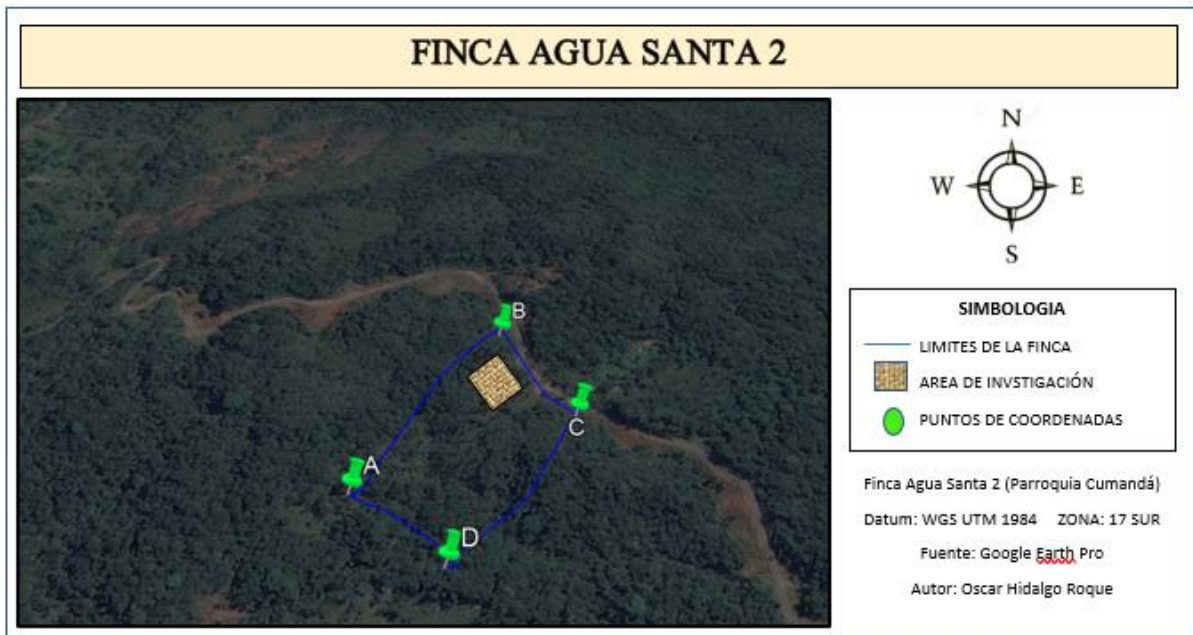 FINCA AGUA SANTA 2
B
C
A
D
N
W E
S
SIMBOLOGIA
LIMITES DE LA FINCA
AREA DE INVSTIGACIÓN
PUNTOS DE COORDENADAS
Finca Agua Santa 2 (Parroquia Cumandá)
Datum: WGS UTM 1984 ZONA: 17 SUR
Fuente: Google Earth Pro
Autor: Oscar Hidalgo Roque